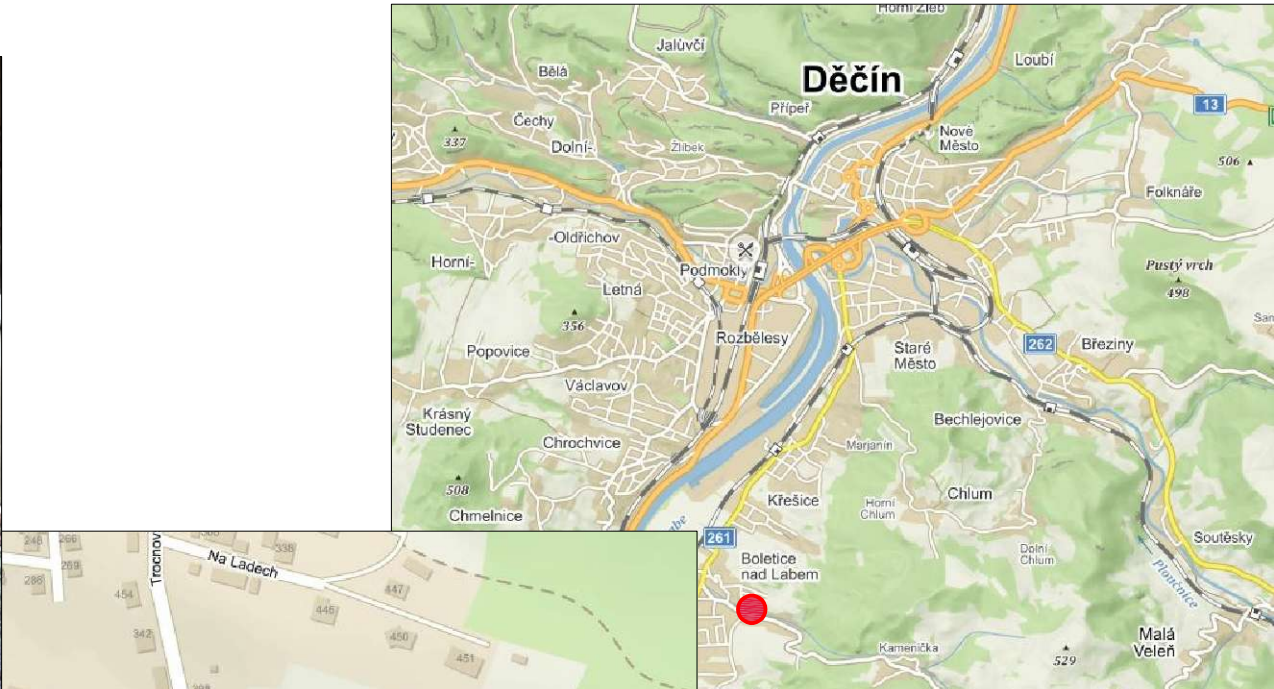 Horní Žleb
Jalůvčí
Loubí
Bělá
Děčín
13
Přípeř
Čechy
Nové
Město
337
Dolní-
Žlíbek
506
Folknáře
-Oldřichov
Horní-
Podmokly
Pustý vrch
498
Letná
356
Rozbělesy
Staré
Město
262
Březiny
Popovice
Václavov
Krásný
Studenec
Bechlejovice
Chrochvice
Marjanín
508
Křešice
Horní
Chlum
Chlum
Chmelnice
261
Soutěsky
Dolní
Chlum
Boletice
nad Labem
Ploučnice
Malá
Veleň
Kamenička
529
248
266
269
286
338
Na Ladech
Trocnov
454
447
445
342
450
451